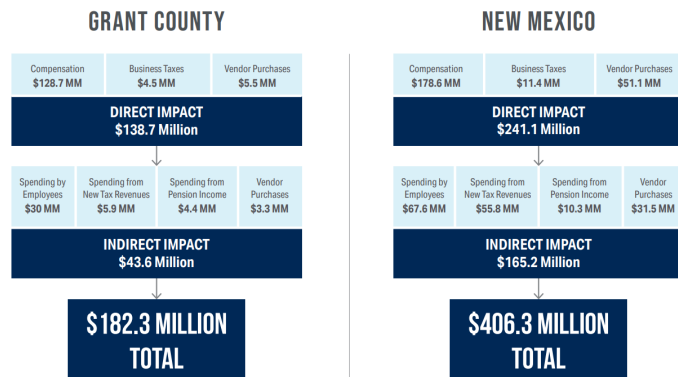 GRANT COUNTY
Compensation
$128.7 MM
Business Taxes
$4.5 MM
Vendor Purchases
$5.5 MM
DIRECT IMPACT
$138.7 Million
Spending by
Employees
$30 MM
Spending from
New Tax Revenues
$5.9 MM
Spending from
Pension Income
$4.4 MM
Vendor
Purchases
$3.3 MM
INDIRECT IMPACT
$43.6 Million
$182.3 MILLION
TOTAL
NEW MEXICO
Compensation
$178.6 MM
Business Taxes
$11.4 MM
Vendor Purchases
$51.1 MM
DIRECT IMPACT
$241.1 Million
Spending by
Employees
$67.6 MM
Spending from
New Tax Revenues
$55.8 MM
Spending from
Pension Income
$10.3 MM
Vendor
Purchases
$31.5 MM
INDIRECT IMPACT
$165.2 Million
$406.3 MILLION
TOTAL